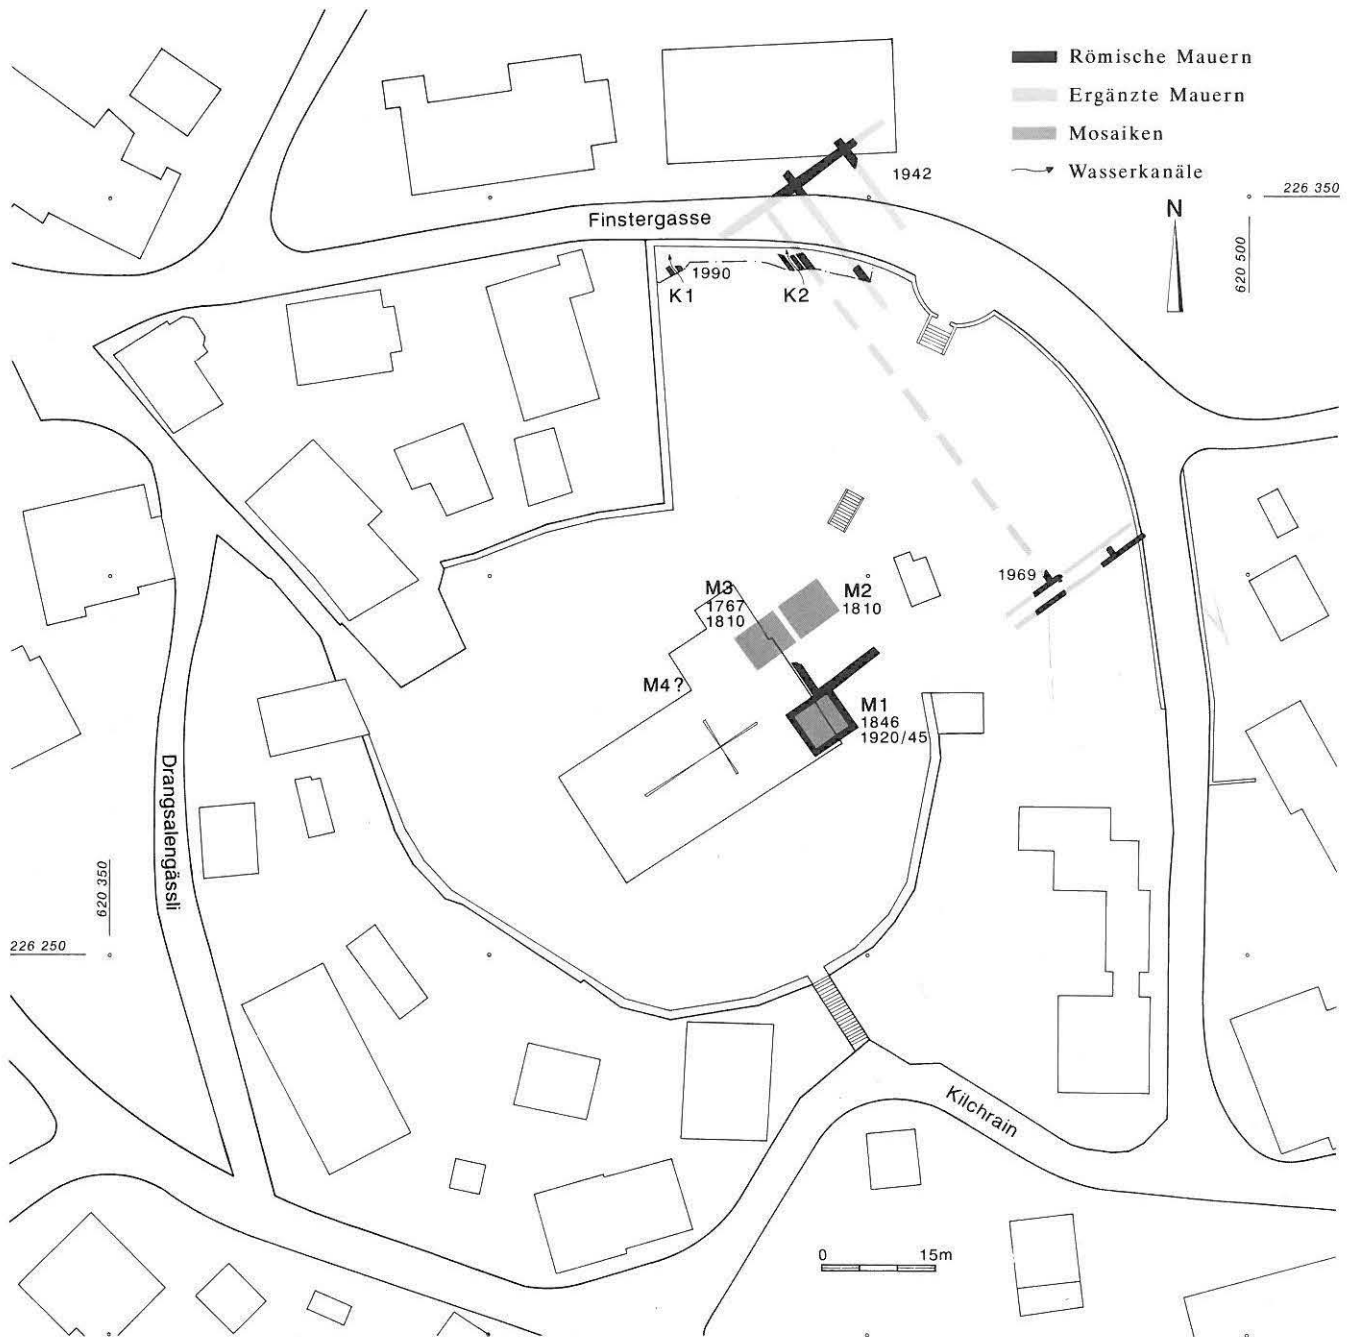 Römische Mauern
Ergänzte Mauern
Mosaiken
Wasserkanäle
1942
226 350
N
Finstergasse
620 500
1990
K1
K2
1969
M3
1767
1810
M2
1810
M4?
M1
1846
1920/45
Drangsalengässli
620 350
226 250
Kilchrain
0 15m